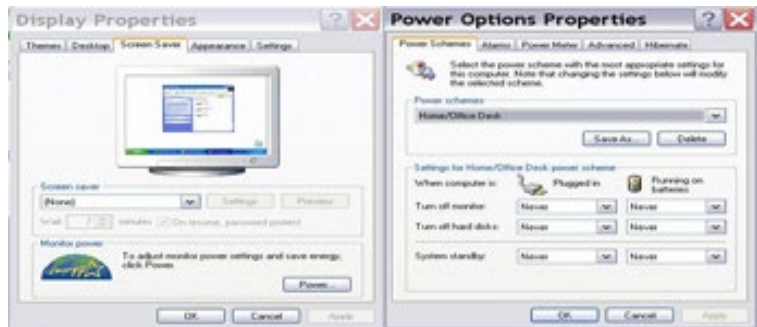 Display Properties
Themes Desktop Screen Saver Appearance Settings
Screen saver
(None)
Settings Preview
Wait minutes On resume, password protect
Monitor power
To adjust monitor power settings and save energy,
click Power.
Power...
OK Cancel Apply
Power Options Properties
Power Schemes Alarms Power Meter Advanced Hibernate
Select the power scheme with the most appropriate settings for
this computer. Note that changing the settings below will modify
the selected scheme.
Power schemes
Home/Office Desk
Save As... Delete
Settings for Home/Office Desk power scheme
When computer is: Plugged in Running on
batteries
Turn off monitor: Never Never
Turn off hard disks: Never Never
System standby: Never Never
OK Cancel Apply